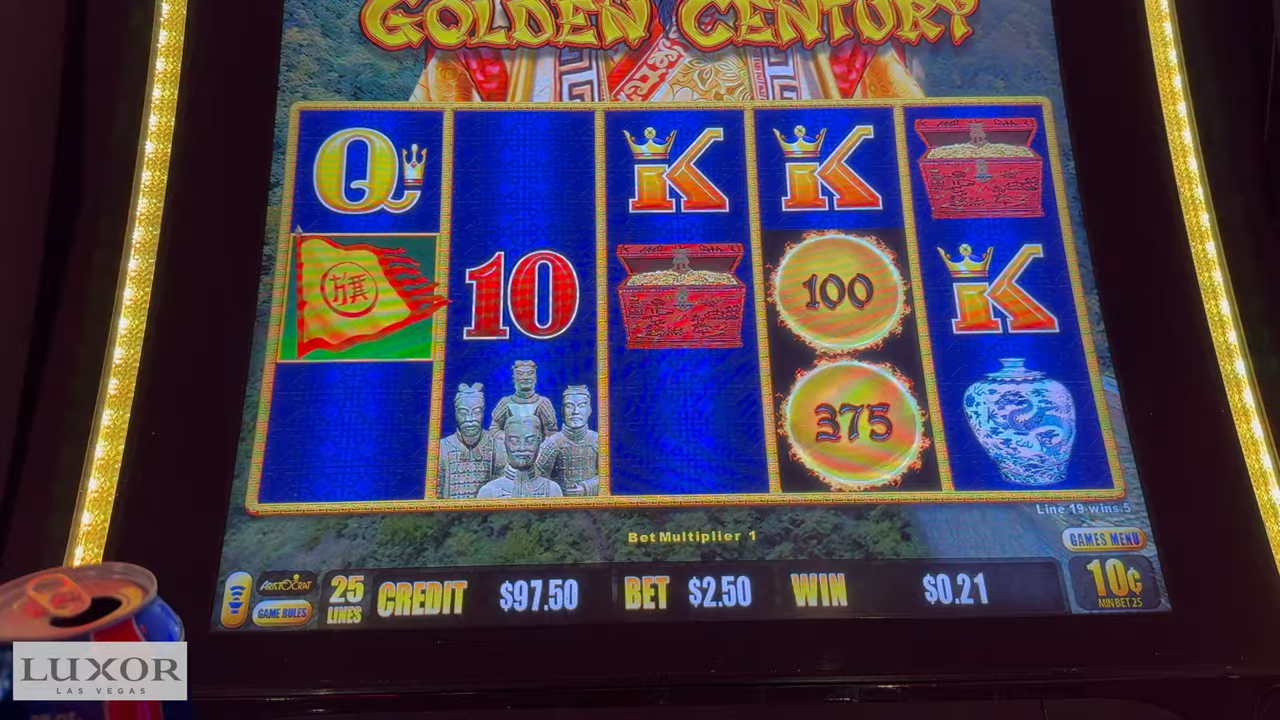 GOLDEN CENTURY
Q K K
旗 10 100 K
375
Line 19 wins 5
Bet Multiplier 1
GAMES MENU
ARISTOCRAT
GAME RULES
25
LINES
CREDIT $97.50 BET $2.50 WIN $0.21
10¢
MIN BET 25
LUXOR
LAS VEGAS